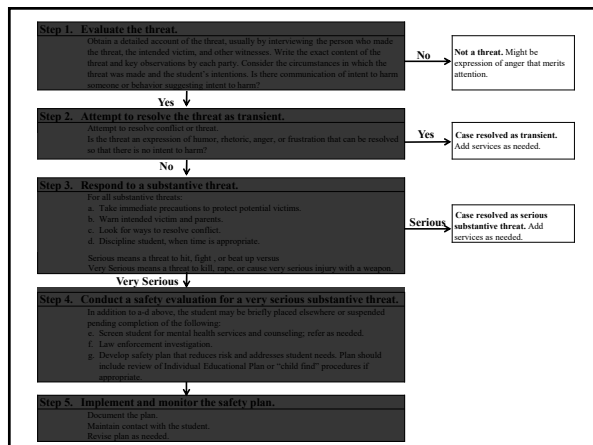 Step 1. Evaluate the threat.
Obtain a detailed account of the threat, usually by interviewing the person who made
the threat, the intended victim, and other witnesses. Write the exact content of the
threat and key observations by each party. Consider the circumstances in which the
threat was made and the student's intentions. Is there communication of intent to harm
someone or behavior suggesting intent to harm?
No
Not a threat. Might be
expression of anger that merits
attention.
Yes
Step 2. Attempt to resolve the threat as transient.
Attempt to resolve conflict or threat.
Is the threat an expression of humor, rhetoric, anger, or frustration that can be resolved
so that there is no intent to harm?
Yes
Case resolved as transient.
Add services as needed.
No
Step 3. Respond to a substantive threat.
For all substantive threats:
a. Take immediate precautions to protect potential victims.
b. Warn intended victim and parents.
c. Look for ways to resolve conflict.
d. Discipline student, when time is appropriate.
Serious means a threat to hit, fight , or beat up versus
Very Serious means a threat to kill, rape, or cause very serious injury with a weapon.
Serious
Case resolved as serious
substantive threat. Add
services as needed.
Very Serious
Step 4. Conduct a safety evaluation for a very serious substantive threat.
In addition to a-d above, the student may be briefly placed elsewhere or suspended
pending completion of the following:
e. Screen student for mental health services and counseling; refer as needed.
f. Law enforcement investigation.
g. Develop safety plan that reduces risk and addresses student needs. Plan should
include review of Individual Educational Plan or "child find" procedures if
appropriate.
Step 5. Implement and monitor the safety plan.
Document the plan.
Maintain contact with the student.
Revise plan as needed.